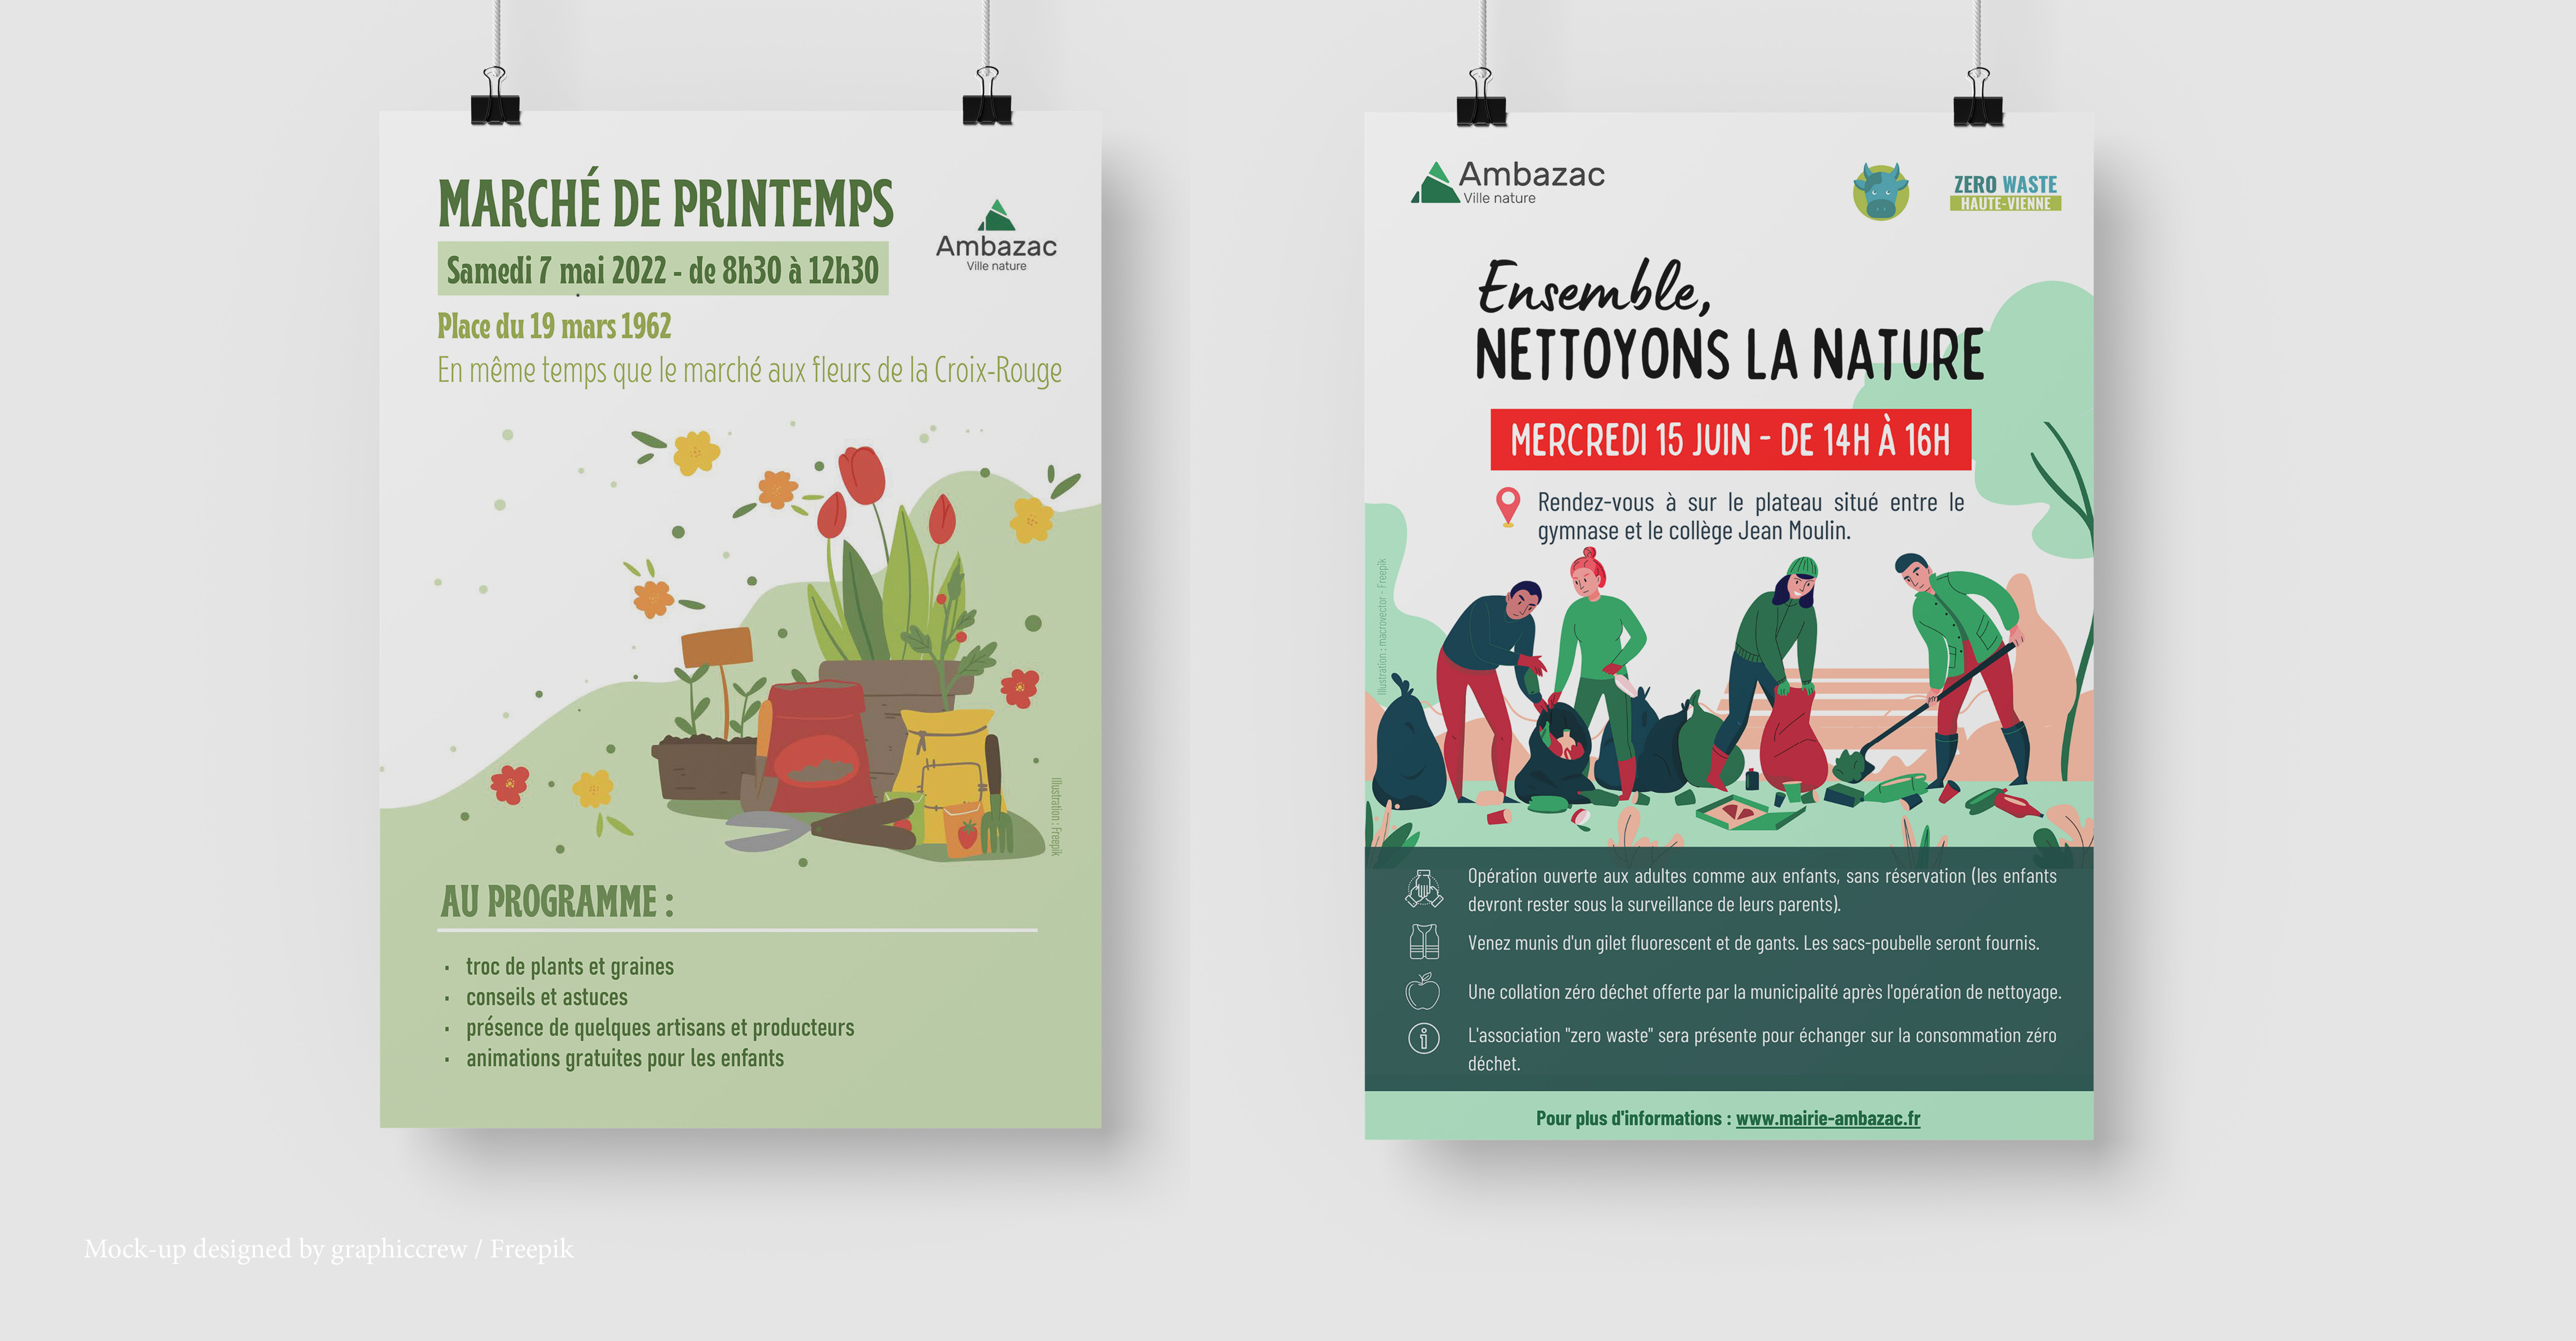 MARCHÉ DE PRINTEMPS
Samedi 7 mai 2022 - de 8h30 à 12h30
Place du 19 mars 1962
En même temps que le marché aux fleurs de la Croix-Rouge
Ambazac
Ville nature
Illustration : Freepik
AU PROGRAMME :
· troc de plants et graines
· conseils et astuces
· présence de quelques artisans et producteurs
· animations gratuites pour les enfants
Ambazac
Ville nature
ZERO WASTE
HAUTE-VIENNE
Ensemble,
NETTOYONS LA NATURE
MERCREDI 15 JUIN - DE 14H À 16H
Rendez-vous à sur le plateau situé entre le
gymnase et le collège Jean Moulin.
Illustration : macrovector - Freepik
Opération ouverte aux adultes comme aux enfants, sans réservation (les enfants
devront rester sous la surveillance de leurs parents).
Venez munis d'un gilet fluorescent et de gants. Les sacs-poubelle seront fournis.
Une collation zéro déchet offerte par la municipalité après l'opération de nettoyage.
L'association "zero waste" sera présente pour échanger sur la consommation zéro
déchet.
Pour plus d'informations : www.mairie-ambazac.fr
Mock-up designed by graphiccrew / Freepik